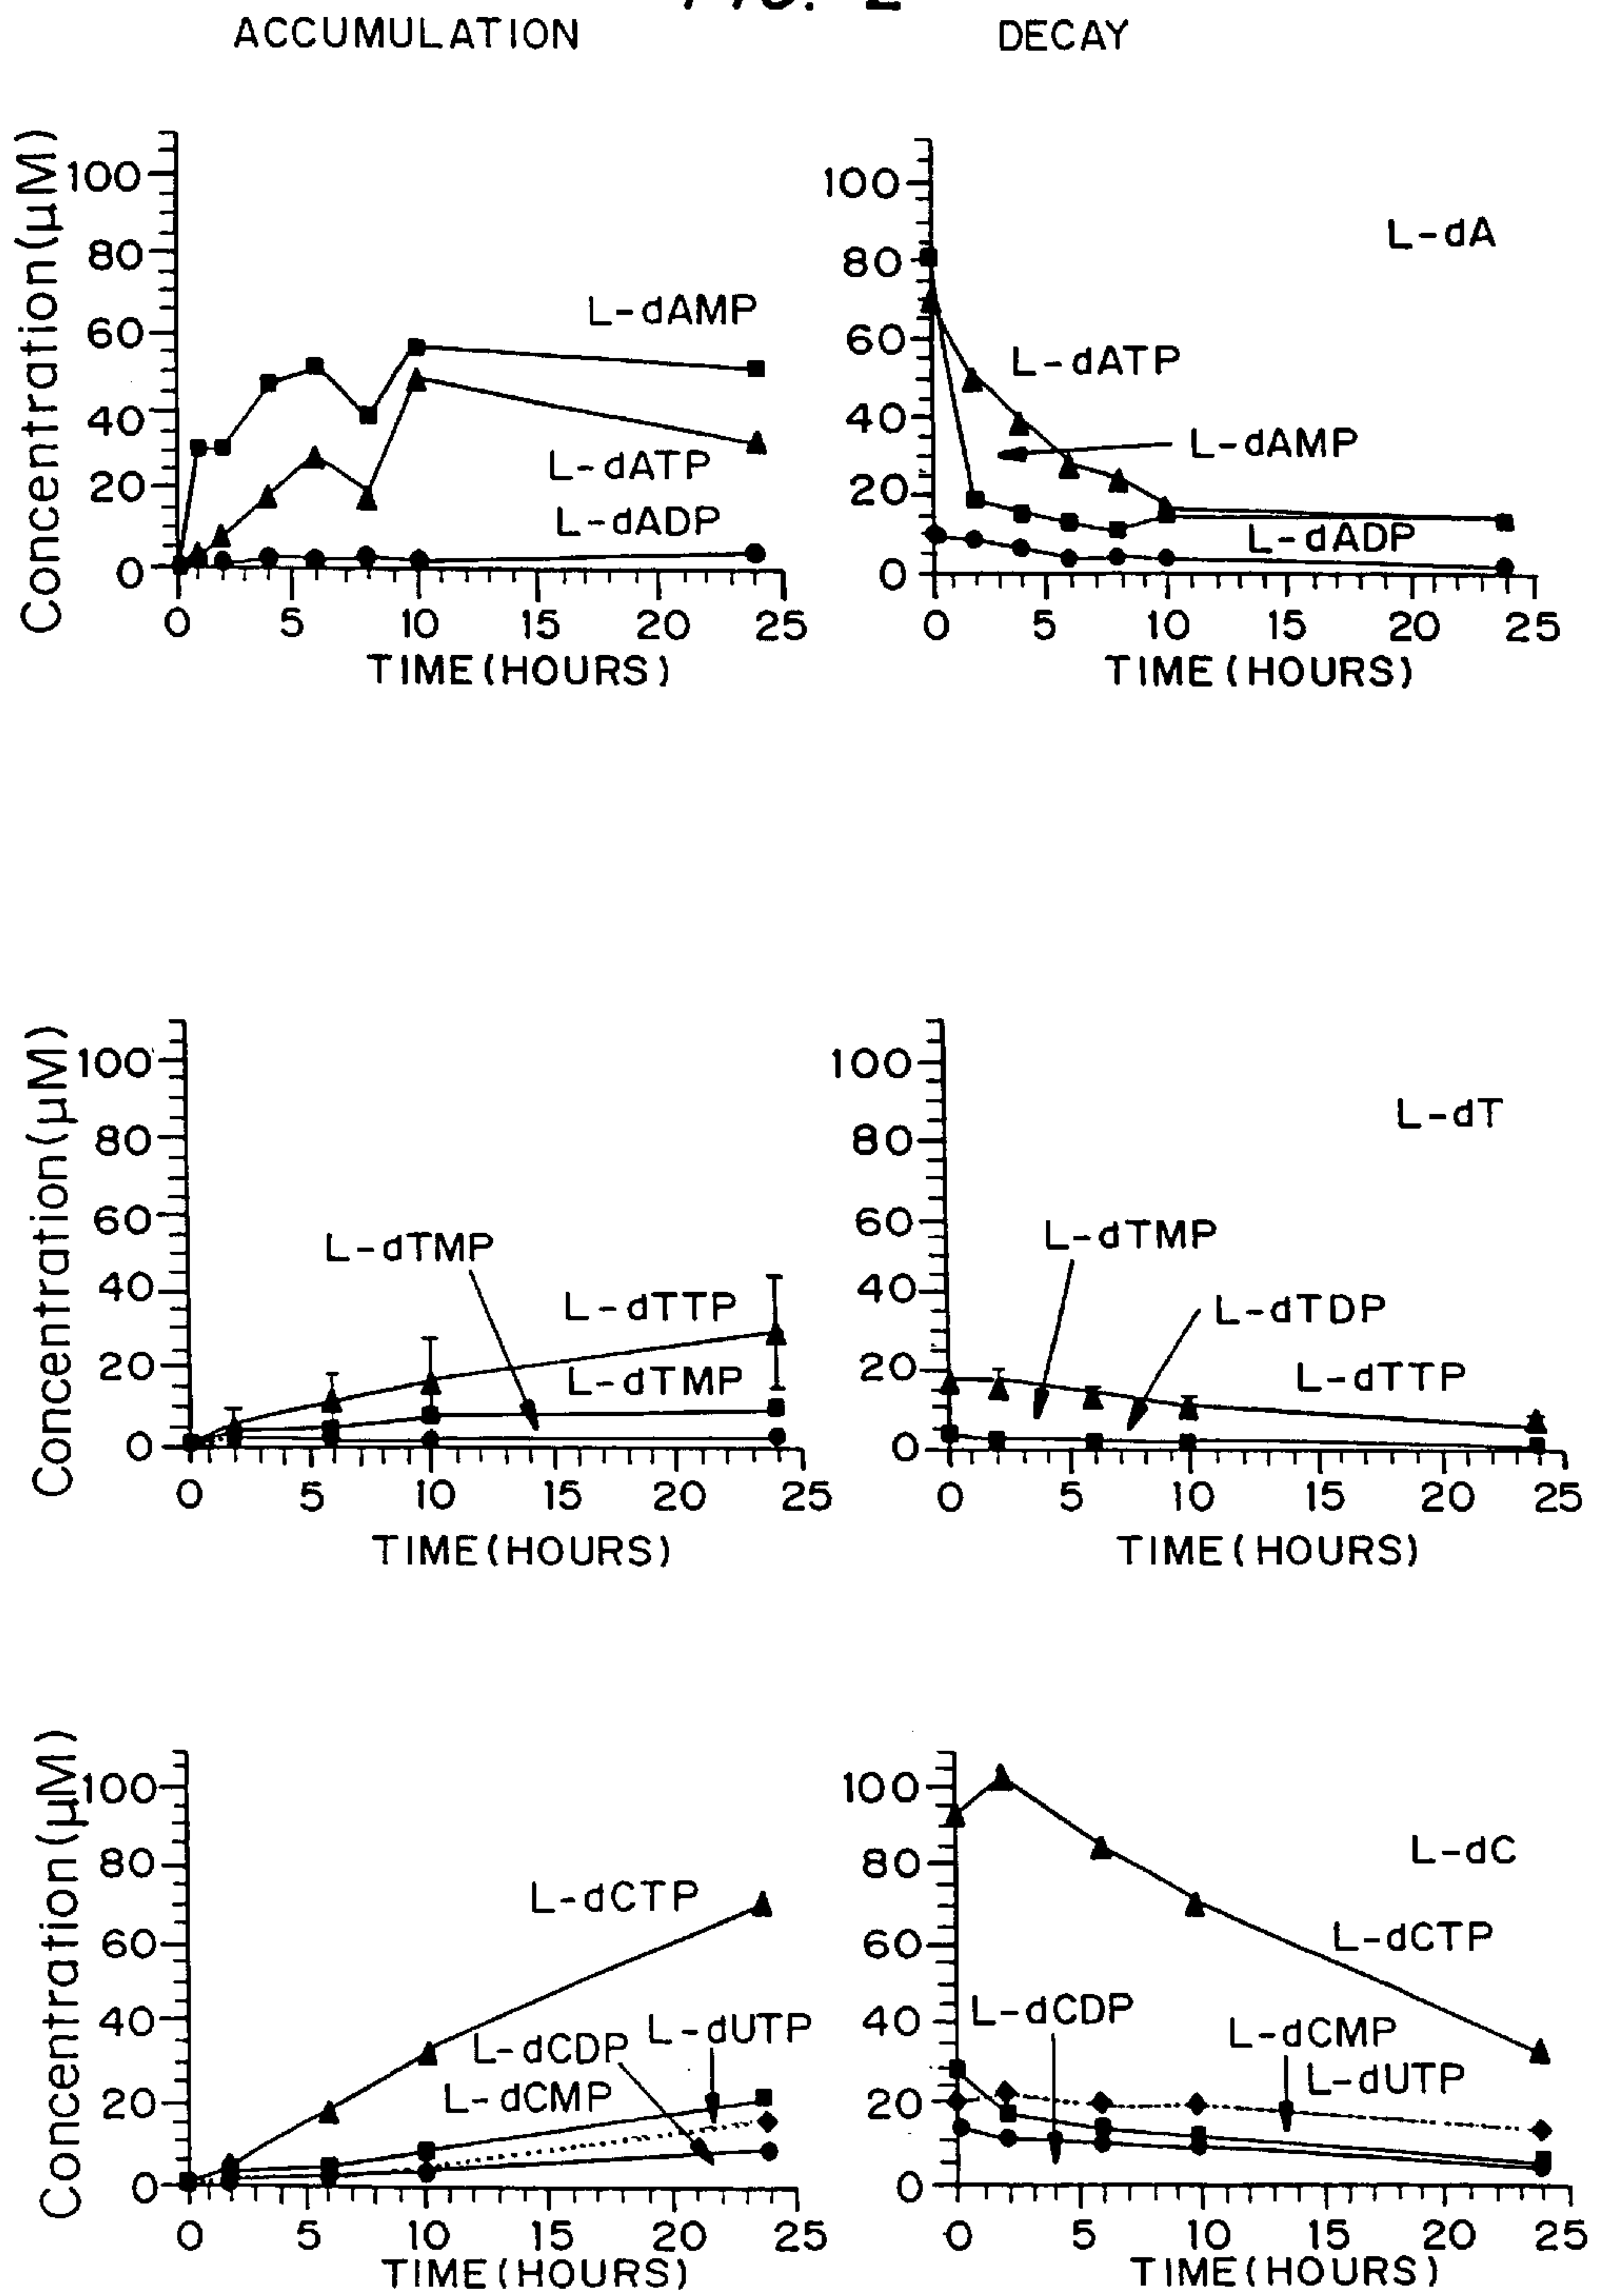 FIG. 2
ACCUMULATION
DECAY
Concentration (µM)
100
80
60
40
20
0
L-dAMP
L-dATP
L-dADP
0 5 10 15 20 25
TIME (HOURS)
100
80
60
40
20
0
L-dA
L-dATP
L-dAMP
L-dADP
0 5 10 15 20 25
TIME (HOURS)
Concentration (µM)
100
80
60
40
20
0
L-dTMP
L-dTTP
L-dTMP
0 5 10 15 20 25
TIME (HOURS)
100
80
60
40
20
0
L-dT
L-dTMP
L-dTDP
L-dTTP
0 5 10 15 20 25
TIME (HOURS)
Concentration (µM)
100
80
60
40
20
0
L-dCTP
L-dUTP
L-dCDP
L-dCMP
0 5 10 15 20 25
TIME (HOURS)
100
80
60
40
20
0
L-dC
L-dCTP
L-dCDP
L-dCMP
L-dUTP
0 5 10 15 20 25
TIME (HOURS)